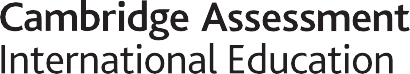 Cambridge Assessment
International Education